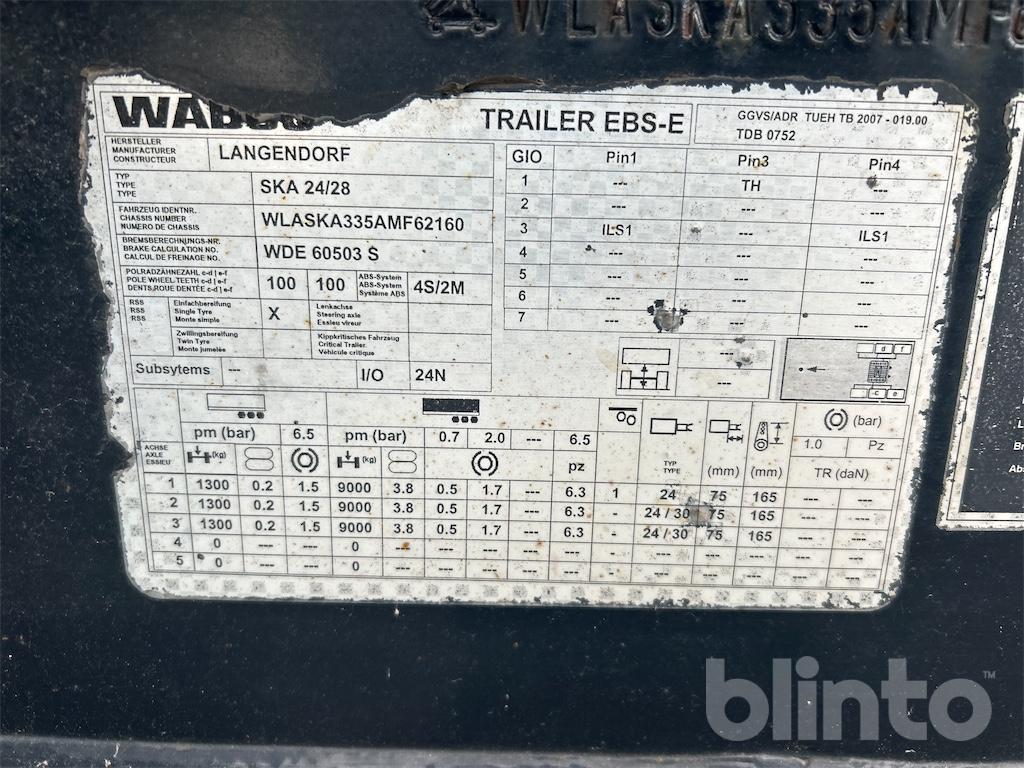 WLASKA335AMF6
WABCO TRAILER EBS-E GGVS/ADR TUEH TB 2007 - 019.00
TDB 0752
HERSTELLER
MANUFACTURER
CONSTRUCTEUR
LANGENDORF
TYP
TYPE
TYPE
SKA 24/28
FAHRZEUG IDENTNR.
CHASSIS NUMBER
NUMERO DE CHASSIS
WLASKA335AMF62160
BREMSBERECHNUNGS-NR.
BRAKE CALCULATION NO.
CALCUL DE FREINAGE NO.
WDE 60503 S
POLRADZÄHNEZAHL c-d | e-f
POLE WHEEL-TEETH c-d | e-f
DENTS,ROUE DENTÉE c-d | e-f
100 100
ABS-System
ABS-System
Système ABS
4S/2M
RSS
RSS
RSS
Einfachbereifung
Single Tyre
Monte simple
X
Lenkachse
Steering axle
Essieu vireur
Zwillingsbereifung
Twin Tyre
Monte jumelée
Kippkritisches Fahrzeug
Critical Trailer
Véhicule critique
Subsytems --- I/O 24N
GIO Pin1 Pin3 Pin4
1 --- TH ---
2 --- --- ---
3 ILS1 --- ILS1
4 --- --- ---
5 --- --- ---
6 --- --- ---
7 --- --- ---
---
---
d f
c e
pm (bar) 6.5 pm (bar) 0.7 2.0 --- 6.5
(bar)
1.0 Pz
ACHSE
AXLE
ESSIEU
(kg) (kg) pz
TYP
TYPE
(mm) (mm) TR (daN)
1 1300 0.2 1.5 9000 3.8 0.5 1.7 --- 6.3 1 24 75 165 --- ---
2 1300 0.2 1.5 9000 3.8 0.5 1.7 --- 6.3 - 24 / 30 75 165 --- ---
3 1300 0.2 1.5 9000 3.8 0.5 1.7 --- 6.3 - 24 / 30 75 165 --- ---
4 0 --- --- 0 --- --- --- --- --- - --- --- --- --- ---
5 0 --- --- 0 --- --- --- --- --- - --- --- --- --- ---
blinto™